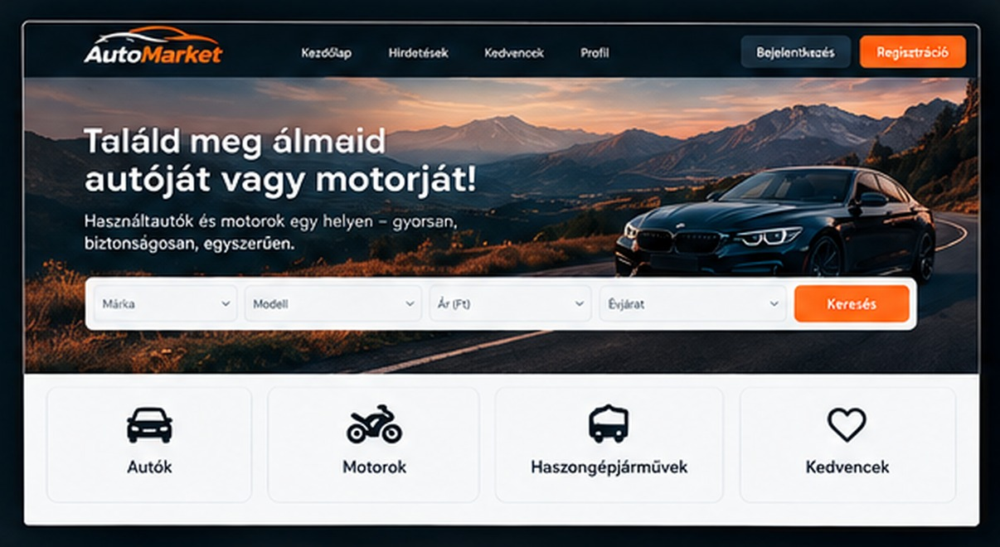 AutoMarket
Kezdőlap
Hirdetések
Kedvencek
Profil
Bejelentkezés
Regisztráció
Találd meg álmaid
autóját vagy motorját!
Használtautók és motorok egy helyen – gyorsan,
biztonságosan, egyszerűen.
Márka
Modell
Ár (Ft)
Évjárat
Keresés
Autók
Motorok
Haszongépjárművek
Kedvencek